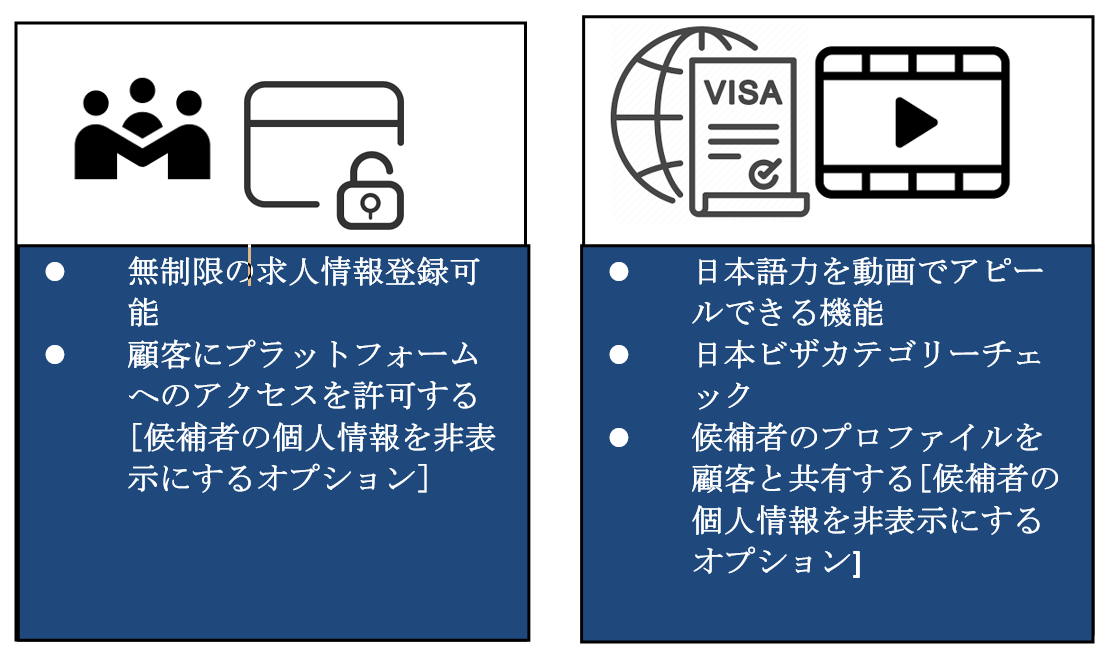 ● 無制限の求人情報登録可
能
● 顧客にプラットフォーム
へのアクセスを許可する
[候補者の個人情報を非表
示にするオプション]
VISA
● 日本語力を動画でアピー
ルできる機能
● 日本ビザカテゴリーチェ
ック
● 候補者のプロファイルを
顧客と共有する[候補者の
個人情報を非表示にする
オプション]